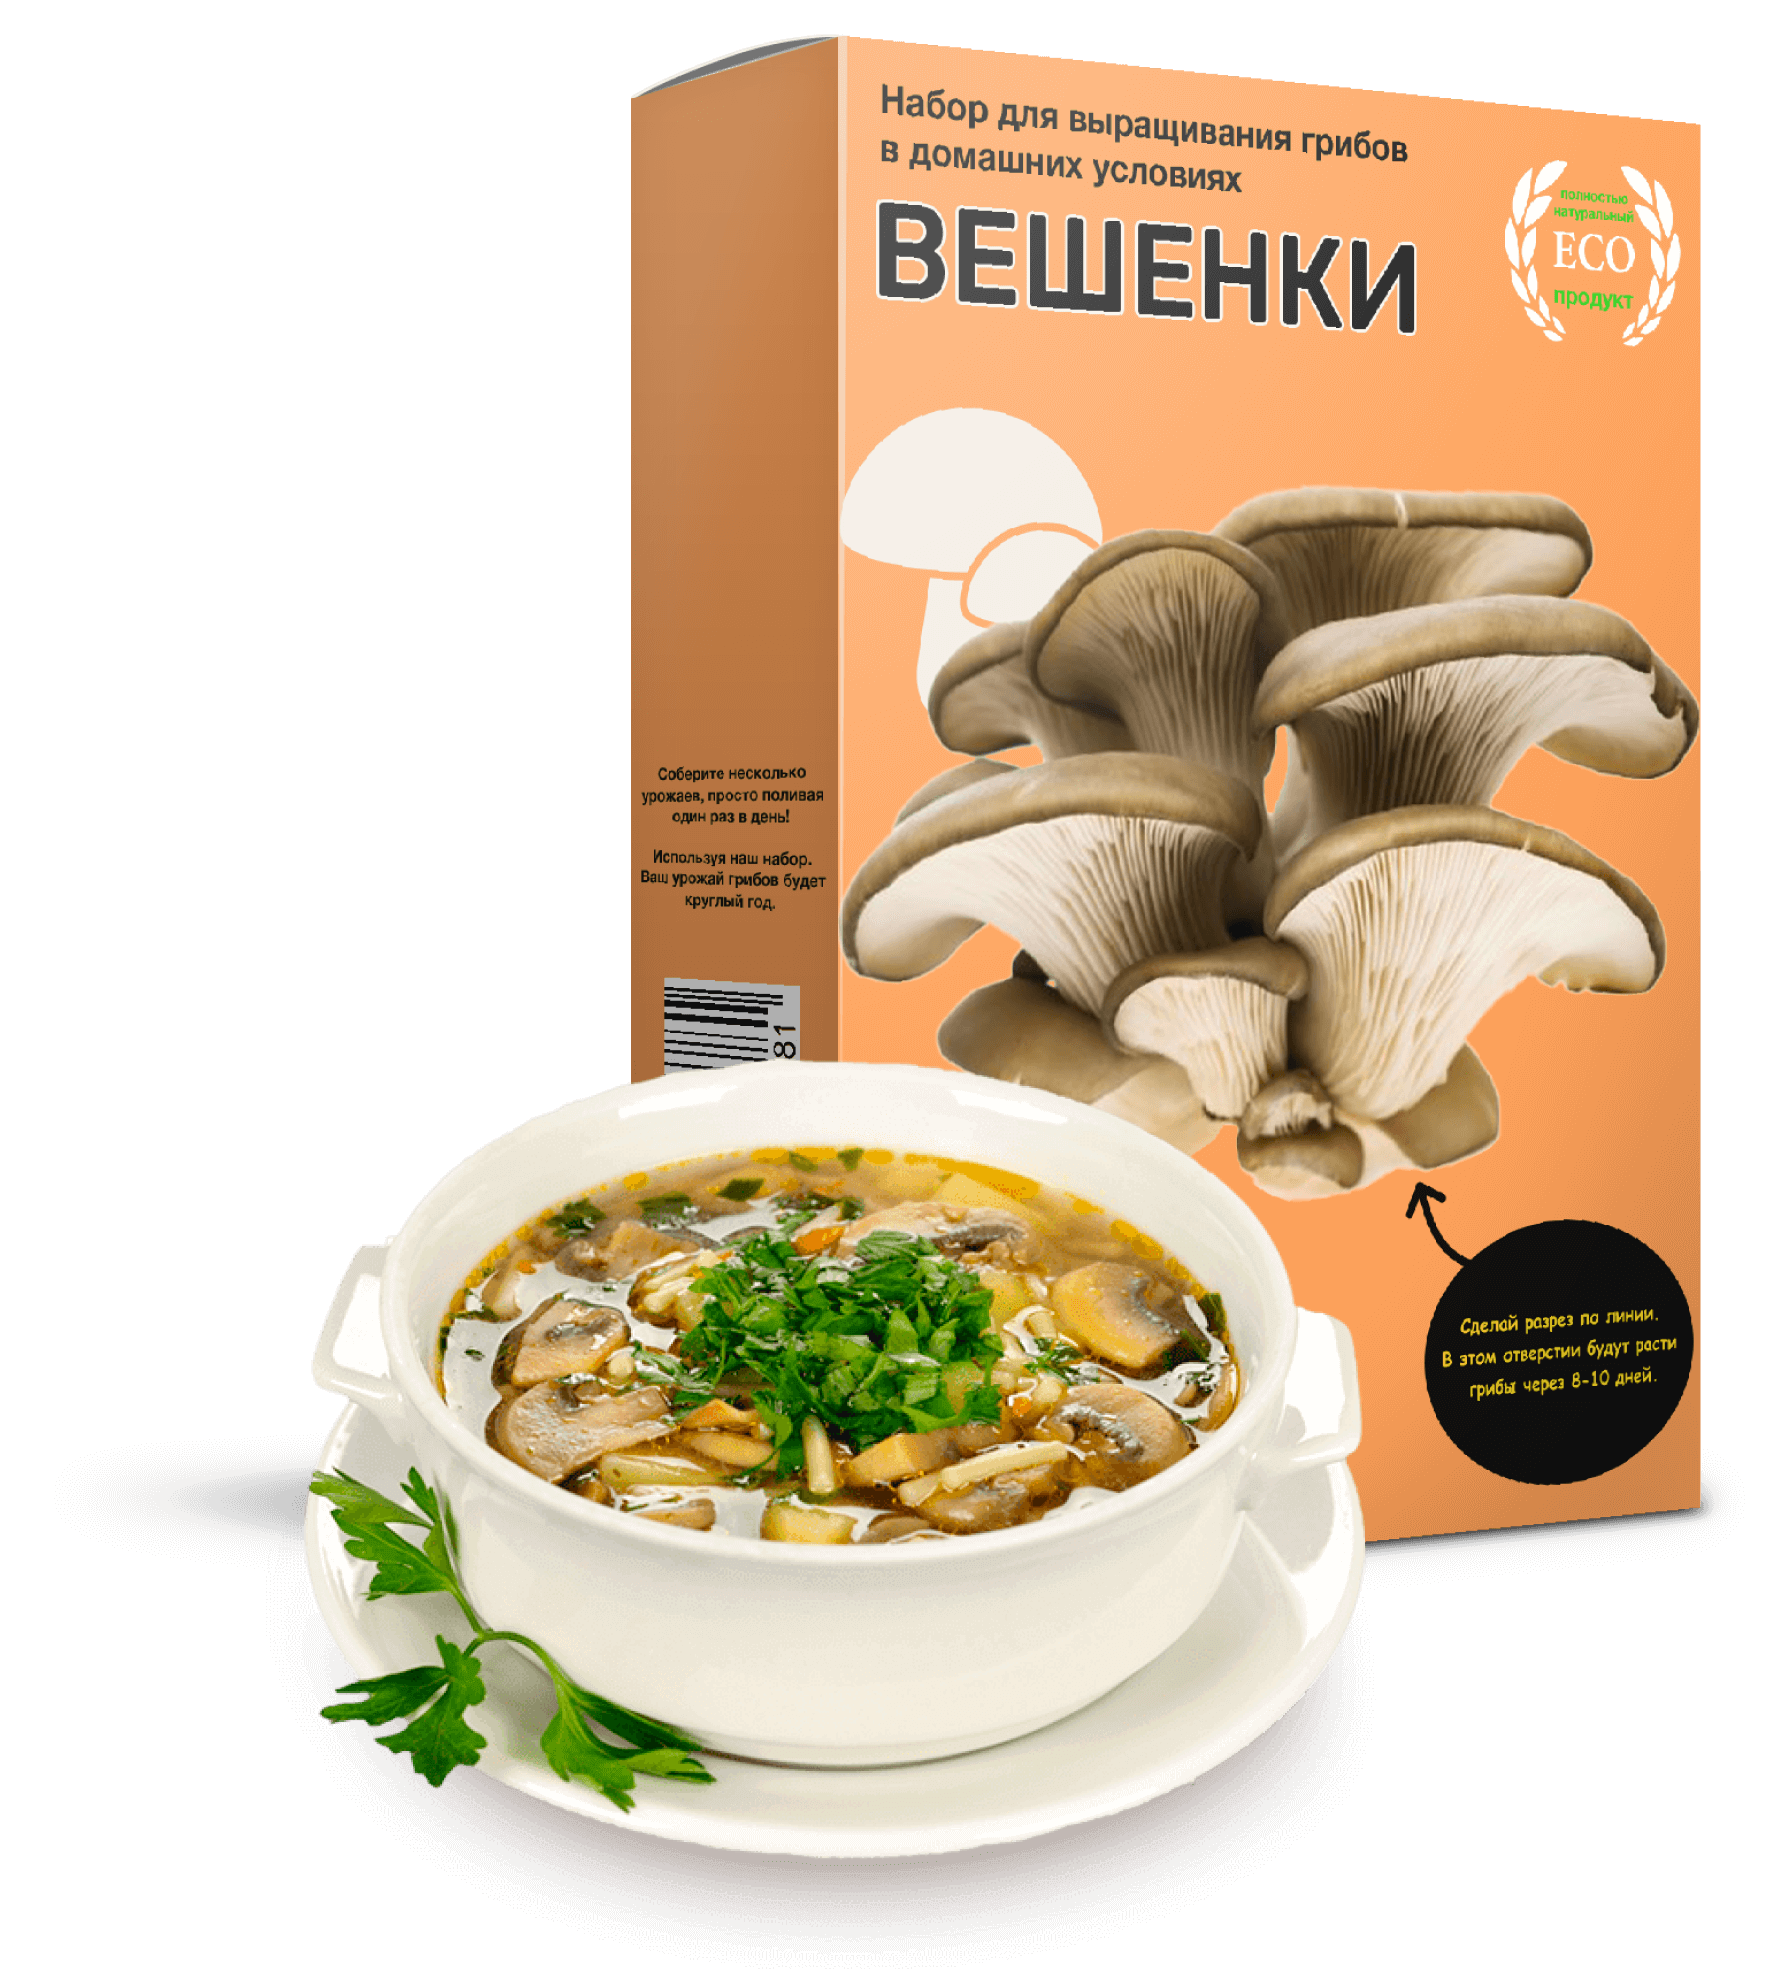 Набор для выращивания грибов
в домашних условиях
ВЕШЕНКИ
полностью
натуральный
ECO
продукт
Соберите несколько
урожаев, просто поливая
один раз в день!
Используя наш набор.
Ваш урожай грибов будет
круглый год.
81
Сделай разрез по линии.
В этом отверстии будут расти
грибы через 8-10 дней.